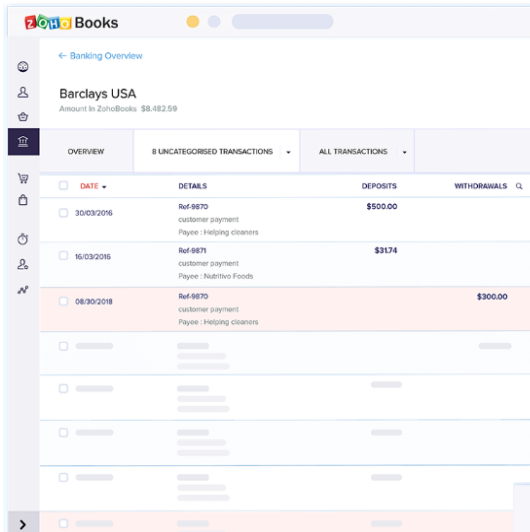 ZOHO Books
← Banking Overview
Barclays USA
Amount In ZohoBooks $8.482.59
OVERVIEW 8 UNCATEGORISED TRANSACTIONS ALL TRANSACTIONS
DATE DETAILS DEPOSITS WITHDRAWALS
30/03/2016 Ref-9870 $500.00
customer payment
Payee : Helping cleaners
16/03/2016 Ref-9871 $31.74
customer payment
Payee : Nutritivo Foods
08/30/2018 Ref-9870 $300.00
customer payment
Payee : Helping cleaners